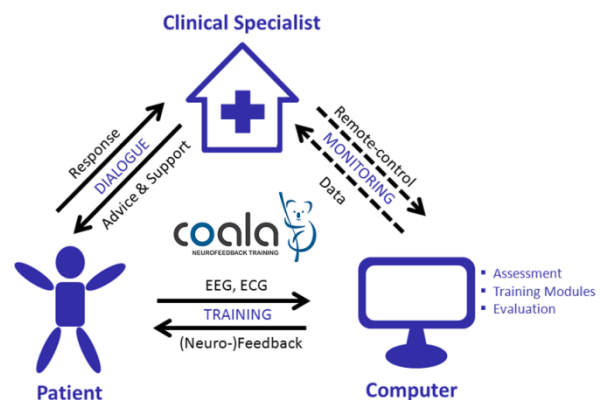 Clinical Specialist
Response
DIALOGUE
Advice & Support
Remote-control
MONITORING
Data
coala
NEUROFEEDBACK TRAINING
EEG, ECG
TRAINING
(Neuro-)Feedback
Assessment
Training Modules
Evaluation
Patient
Computer